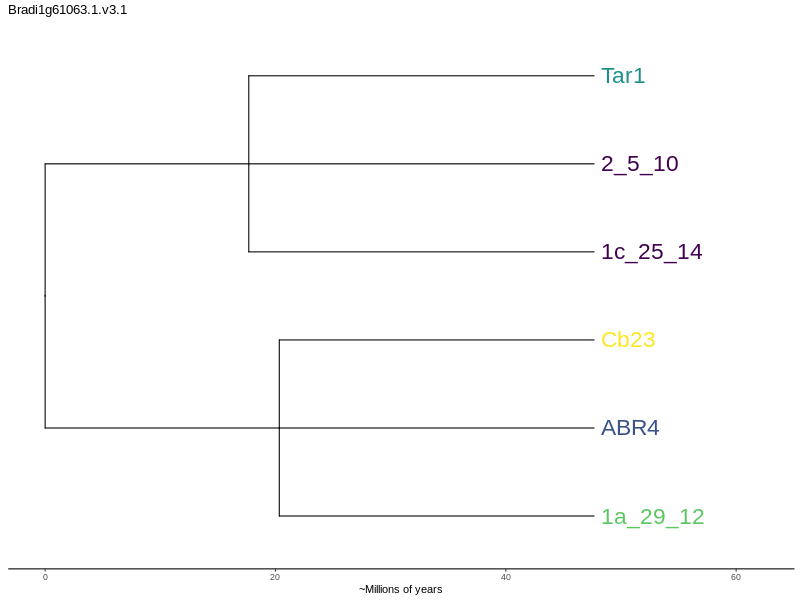 Bradi1g61063.1.v3.1
Tar1
2_5_10
1c_25_14
Cb23
ABR4
1a_29_12
0 20 40 60
~Millions of years